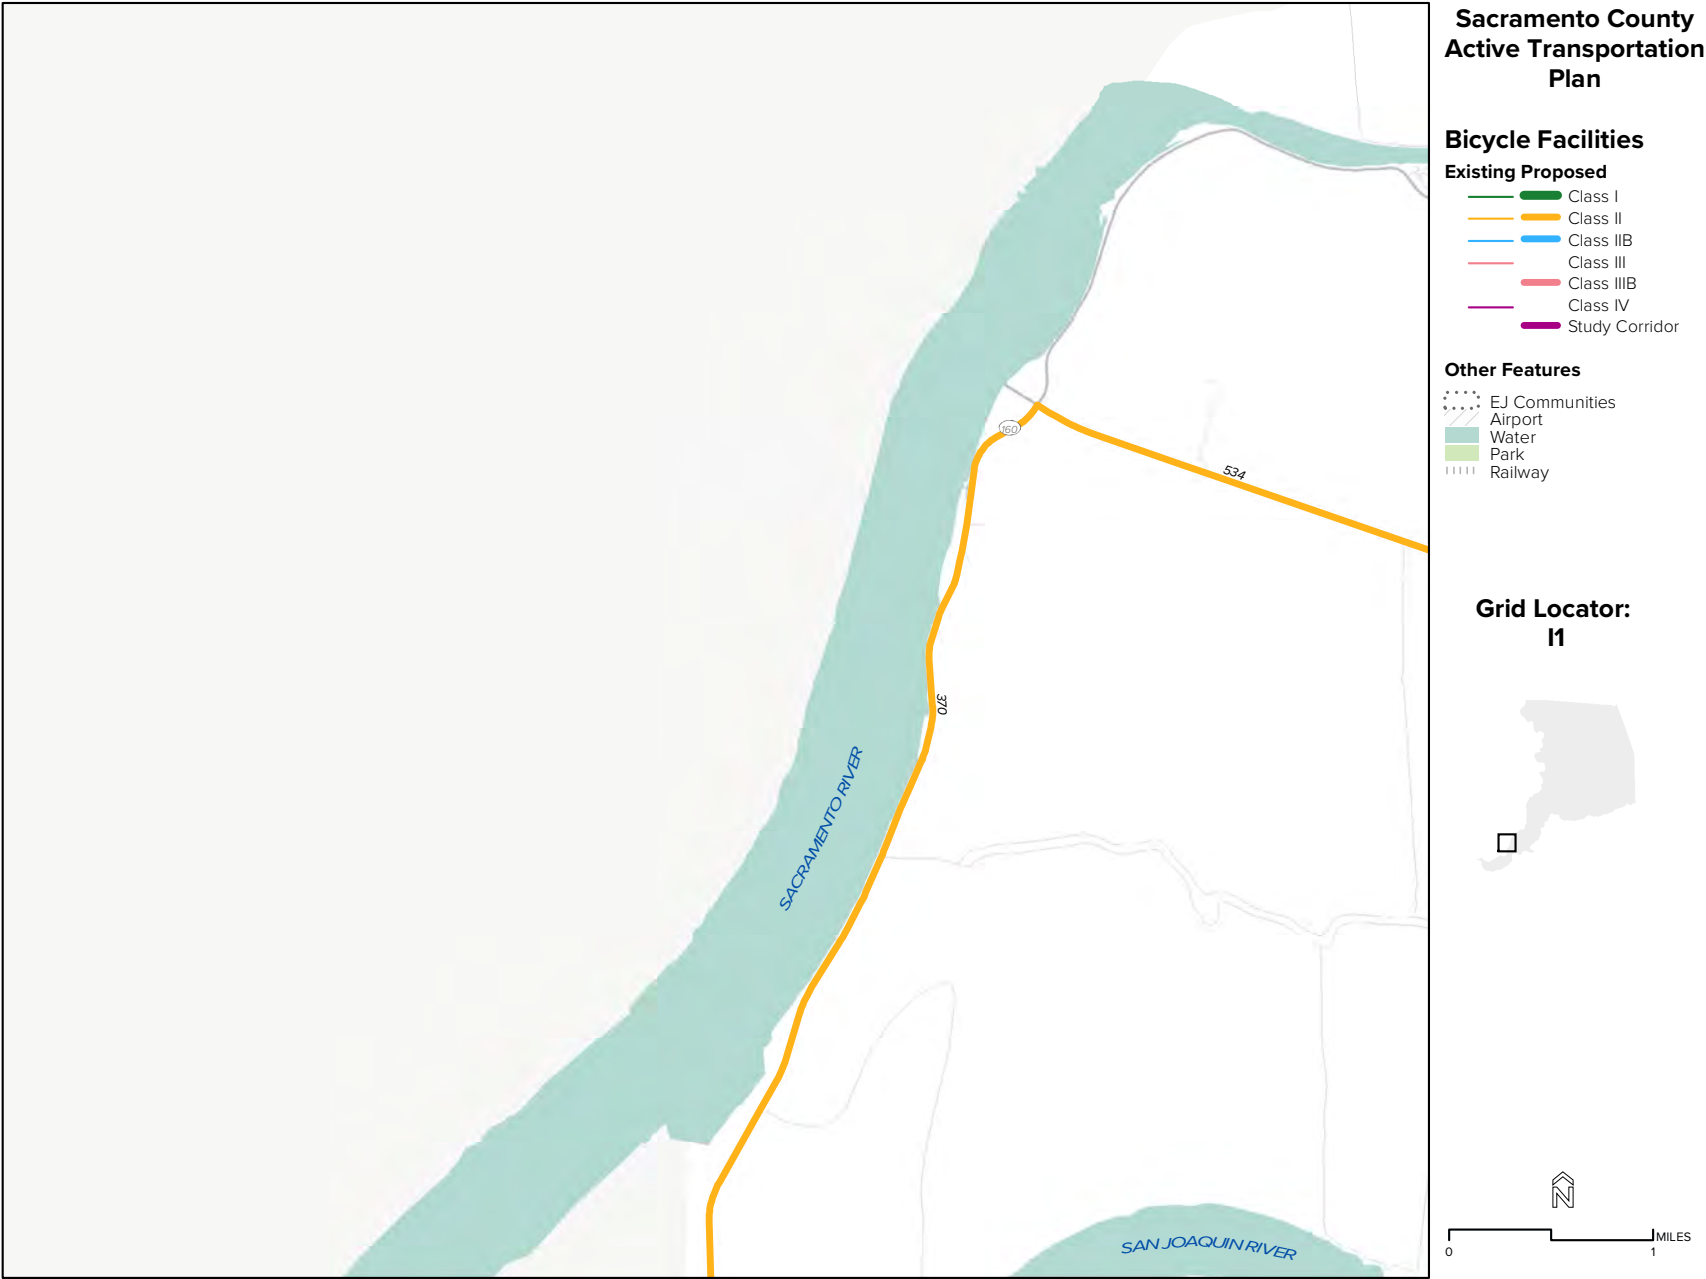 Sacramento County
Active Transportation
Plan
Bicycle Facilities
Existing Proposed
Class I
Class II
Class IIB
Class III
Class IIIB
Class IV
Study Corridor
Other Features
EJ Communities
Airport
Water
Park
Railway
Grid Locator:
I1
N
MILES
0 1
160
534
370
SACRAMENTO RIVER
SAN JOAQUIN RIVER